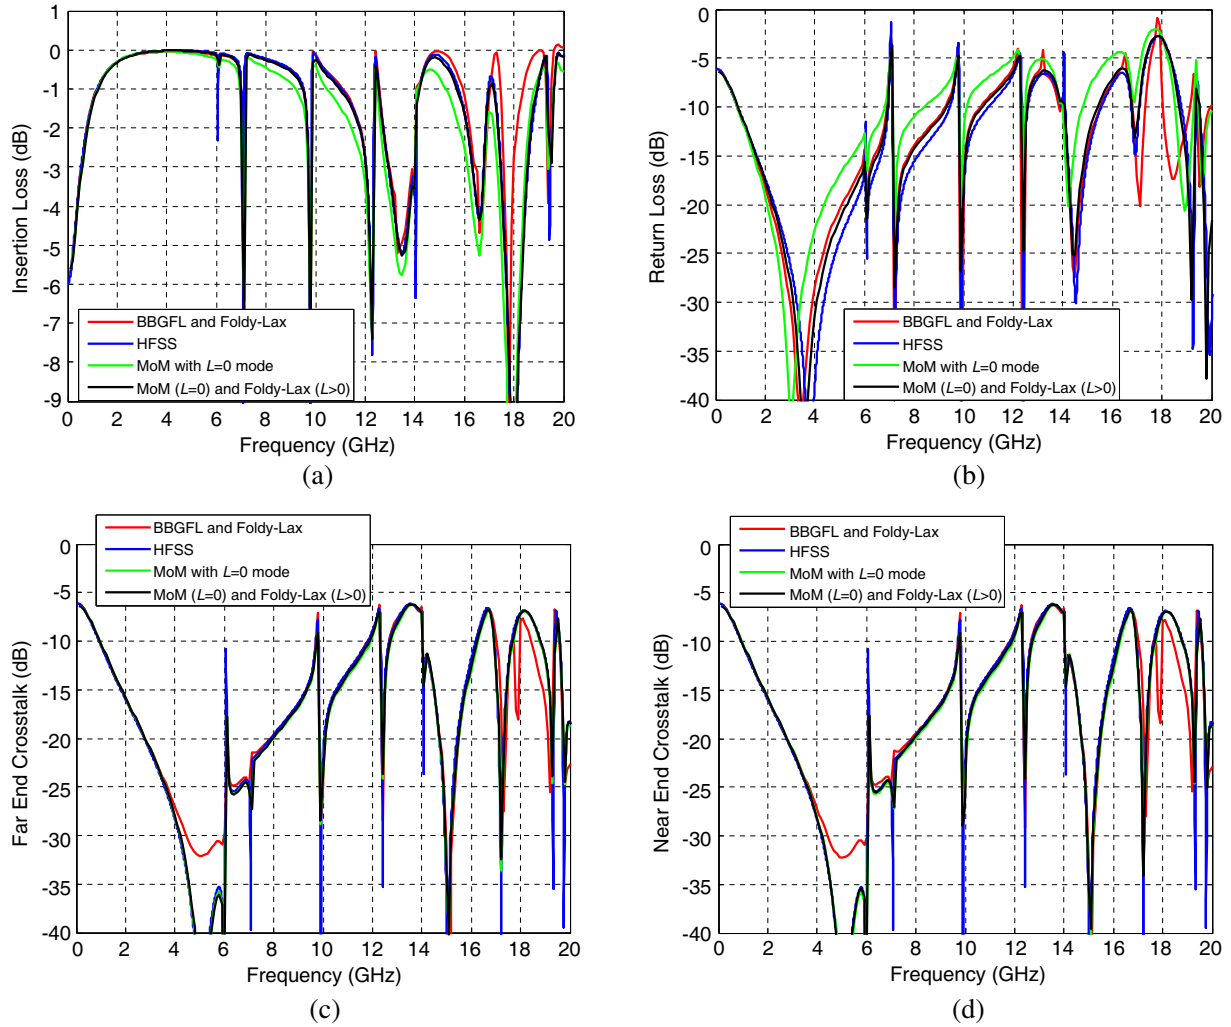 1
0
-1
-2
-3
-4
-5
-6
-7
-8
-9
Insertion Loss (dB)
BBGFL and Foldy-Lax
HFSS
MoM with L=0 mode
MoM (L=0) and Foldy-Lax (L>0)
0 2 4 6 8 10 12 14 16 18 20
Frequency (GHz)
(a)
0
-5
-10
-15
-20
-25
-30
-35
-40
Return Loss (dB)
BBGFL and Foldy-Lax
HFSS
MoM with L=0 mode
MoM (L=0) and Foldy-Lax (L>0)
0 2 4 6 8 10 12 14 16 18 20
Frequency (GHz)
(b)
BBGFL and Foldy-Lax
HFSS
MoM with L=0 mode
MoM (L=0) and Foldy-Lax (L>0)
0
-5
-10
-15
-20
-25
-30
-35
-40
Far End Crosstalk (dB)
0 2 4 6 8 10 12 14 16 18 20
Frequency (GHz)
(c)
BBGFL and Foldy-Lax
HFSS
MoM with L=0 mode
MoM (L=0) and Foldy-Lax (L>0)
0
-5
-10
-15
-20
-25
-30
-35
-40
Near End Crosstalk (dB)
0 2 4 6 8 10 12 14 16 18 20
Frequency (GHz)
(d)